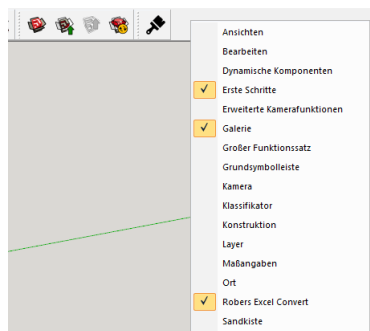 Ansichten
Bearbeiten
Dynamische Komponenten
Erste Schritte
Erweiterte Kamerafunktionen
Galerie
Großer Funktionssatz
Grundsymbolleiste
Kamera
Klassifikator
Konstruktion
Layer
Maßangaben
Ort
Robers Excel Convert
Sandkiste